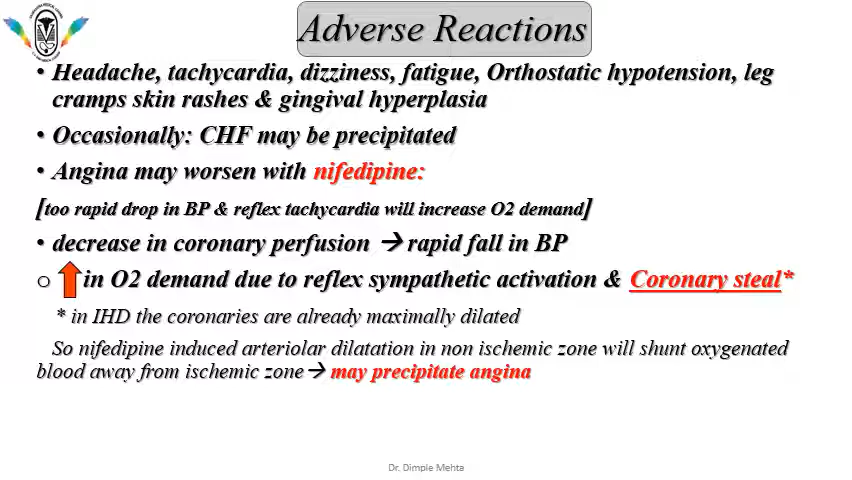 Adverse Reactions
• Headache, tachycardia, dizziness, fatigue, Orthostatic hypotension, leg
cramps skin rashes & gingival hyperplasia
• Occasionally: CHF may be precipitated
• Angina may worsen with nifedipine:
[too rapid drop in BP & reflex tachycardia will increase O2 demand]
• decrease in coronary perfusion → rapid fall in BP
o ↑ in O2 demand due to reflex sympathetic activation & Coronary steal*
* in IHD the coronaries are already maximally dilated
So nifedipine induced arteriolar dilatation in non ischemic zone will shunt oxygenated
blood away from ischemic zone→ may precipitate angina
Dr. Dimple Mehta